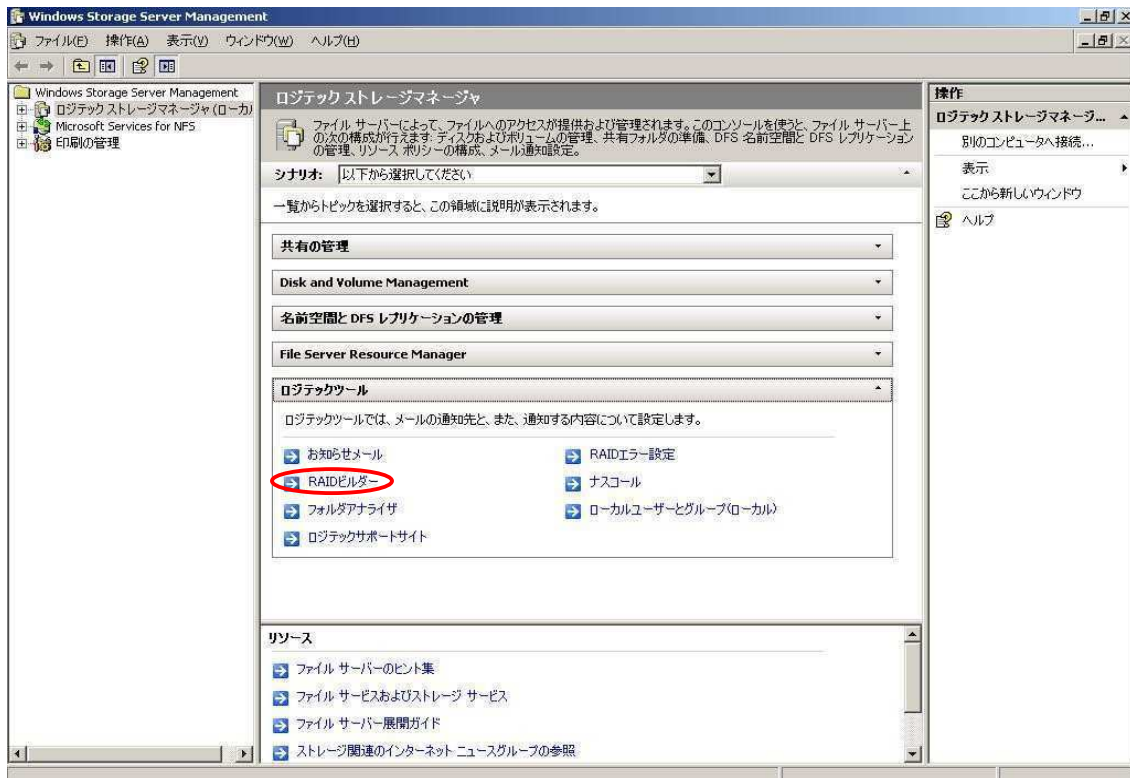 Windows Storage Server Management
ファイル(F) 操作(A) 表示(V) ウィンドウ(W) ヘルプ(H)
Windows Storage Server Management
ロジテック ストレージマネージャ (ローカル
Microsoft Services for NFS
印刷の管理
ロジテック ストレージマネージャ
ファイル サーバーによって、ファイルへのアクセスが提供および管理されます。このコンソールを使うと、ファイル サーバー上
の次の構成が行えます: ディスクおよびボリュームの管理、共有フォルダの準備、DFS 名前空間と DFS レプリケーション
の管理、リソース ポリシーの構成、メール通知設定。
シナリオ: 以下から選択してください
一覧からトピックを選択すると、この領域に説明が表示されます。
共有の管理
Disk and Volume Management
名前空間と DFS レプリケーションの管理
File Server Resource Manager
ロジテックツール
ロジテックツールでは、メールの通知先と、また、通知する内容について設定します。
お知らせメール
RAIDエラー設定
RAIDビルダー
ナスコール
フォルダアナライザ
ローカルユーザーとグループ(ローカル)
ロジテックサポートサイト
リソース
ファイル サーバーのヒント集
ファイル サービスおよびストレージ サービス
ファイル サーバー展開ガイド
ストレージ関連のインターネット ニュースグループの参照
操作
ロジテック ストレージマネージ...
別のコンピュータへ接続...
表示
ここから新しいウィンドウ
ヘルプ